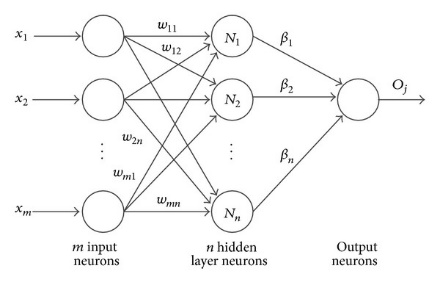 x1
w11
N1
β1
w12
x2
N2
β2
Oj
w2n
wm1
βn
xm
wmn
Nn
m input
neurons
n hidden
layer neurons
Output
neurons